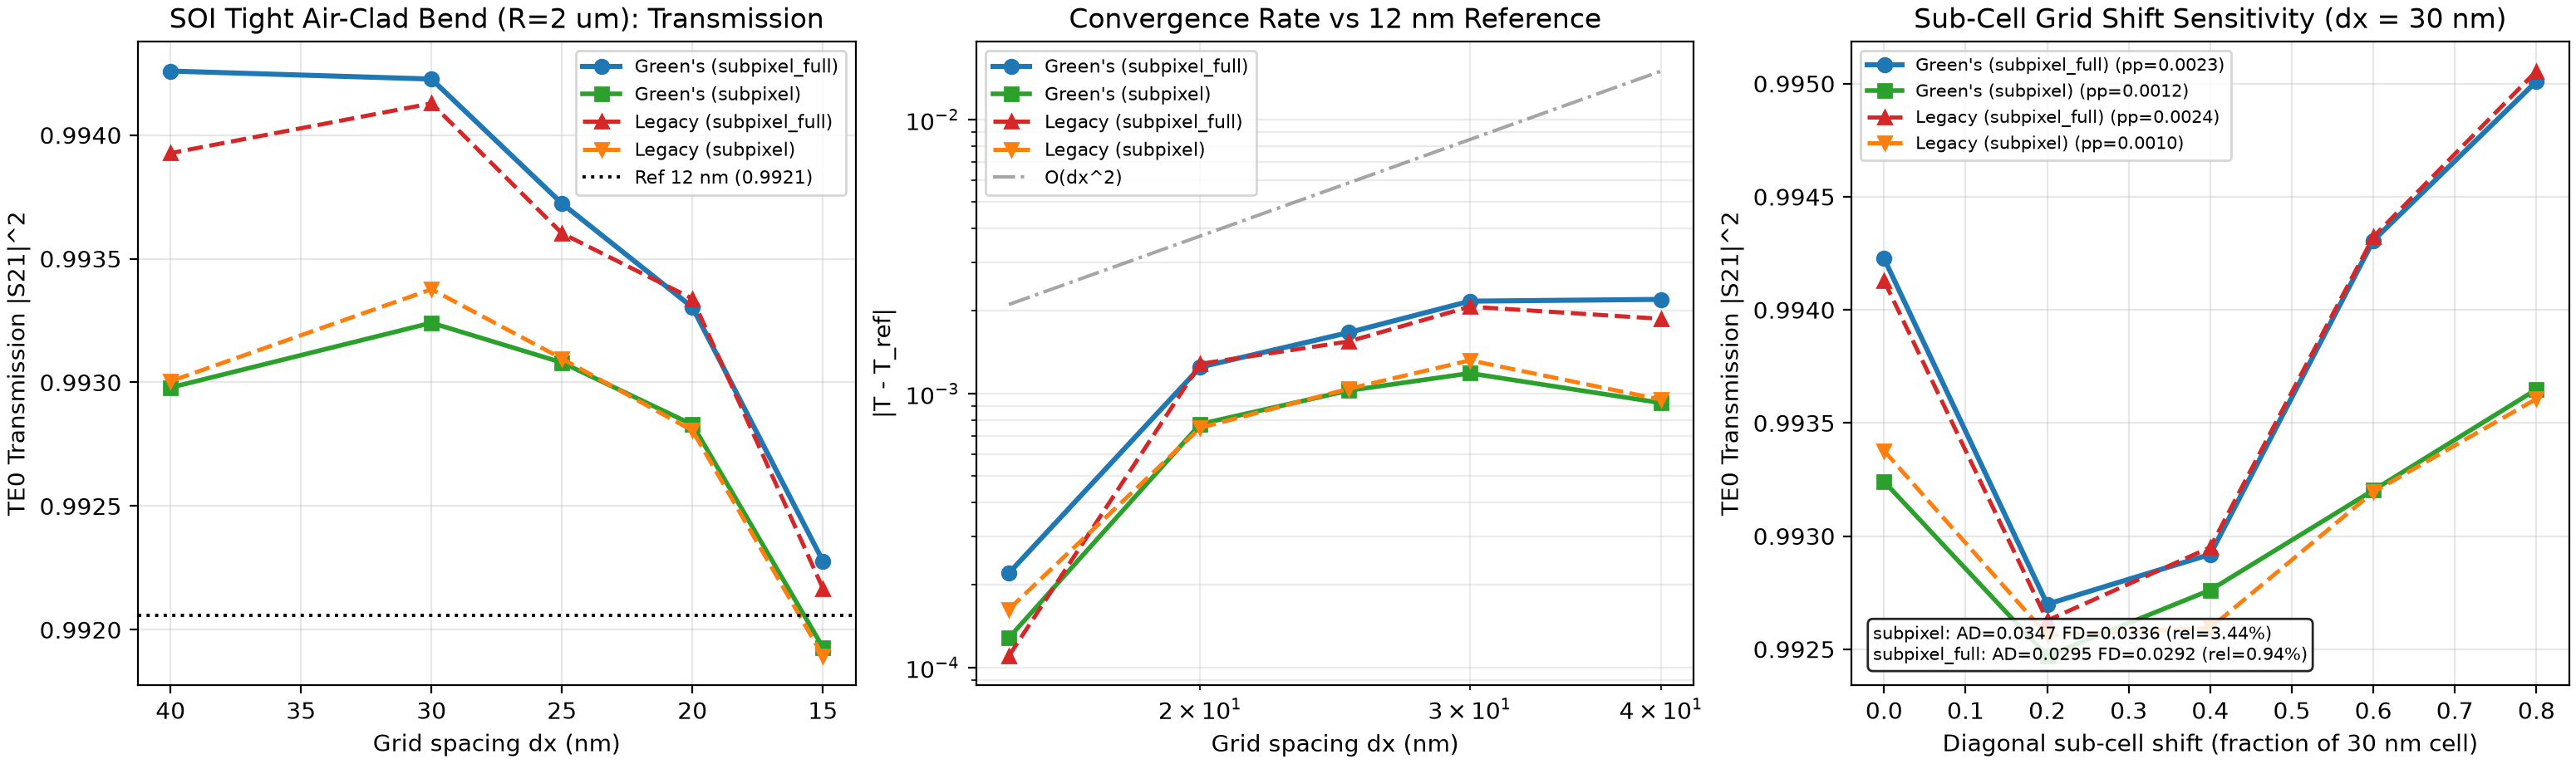 SOI Tight Air-Clad Bend (R=2 um): Transmission
TE0 Transmission |S21|^2
0.9940
0.9935
0.9930
0.9925
0.9920
Green's (subpixel_full)
Green's (subpixel)
Legacy (subpixel_full)
Legacy (subpixel)
Ref 12 nm (0.9921)
40
35
30
25
20
15
Grid spacing dx (nm)
Convergence Rate vs 12 nm Reference
|T - T_ref|
10⁻²
10⁻³
10⁻⁴
Green's (subpixel_full)
Green's (subpixel)
Legacy (subpixel_full)
Legacy (subpixel)
O(dx^2)
2 × 10¹
3 × 10¹
4 × 10¹
Grid spacing dx (nm)
Sub-Cell Grid Shift Sensitivity (dx = 30 nm)
TE0 Transmission |S21|^2
0.9950
0.9945
0.9940
0.9935
0.9930
0.9925
Green's (subpixel_full) (pp=0.0023)
Green's (subpixel) (pp=0.0012)
Legacy (subpixel_full) (pp=0.0024)
Legacy (subpixel) (pp=0.0010)
subpixel: AD=0.0347 FD=0.0336 (rel=3.44%)
subpixel_full: AD=0.0295 FD=0.0292 (rel=0.94%)
0.0
0.1
0.2
0.3
0.4
0.5
0.6
0.7
0.8
Diagonal sub-cell shift (fraction of 30 nm cell)